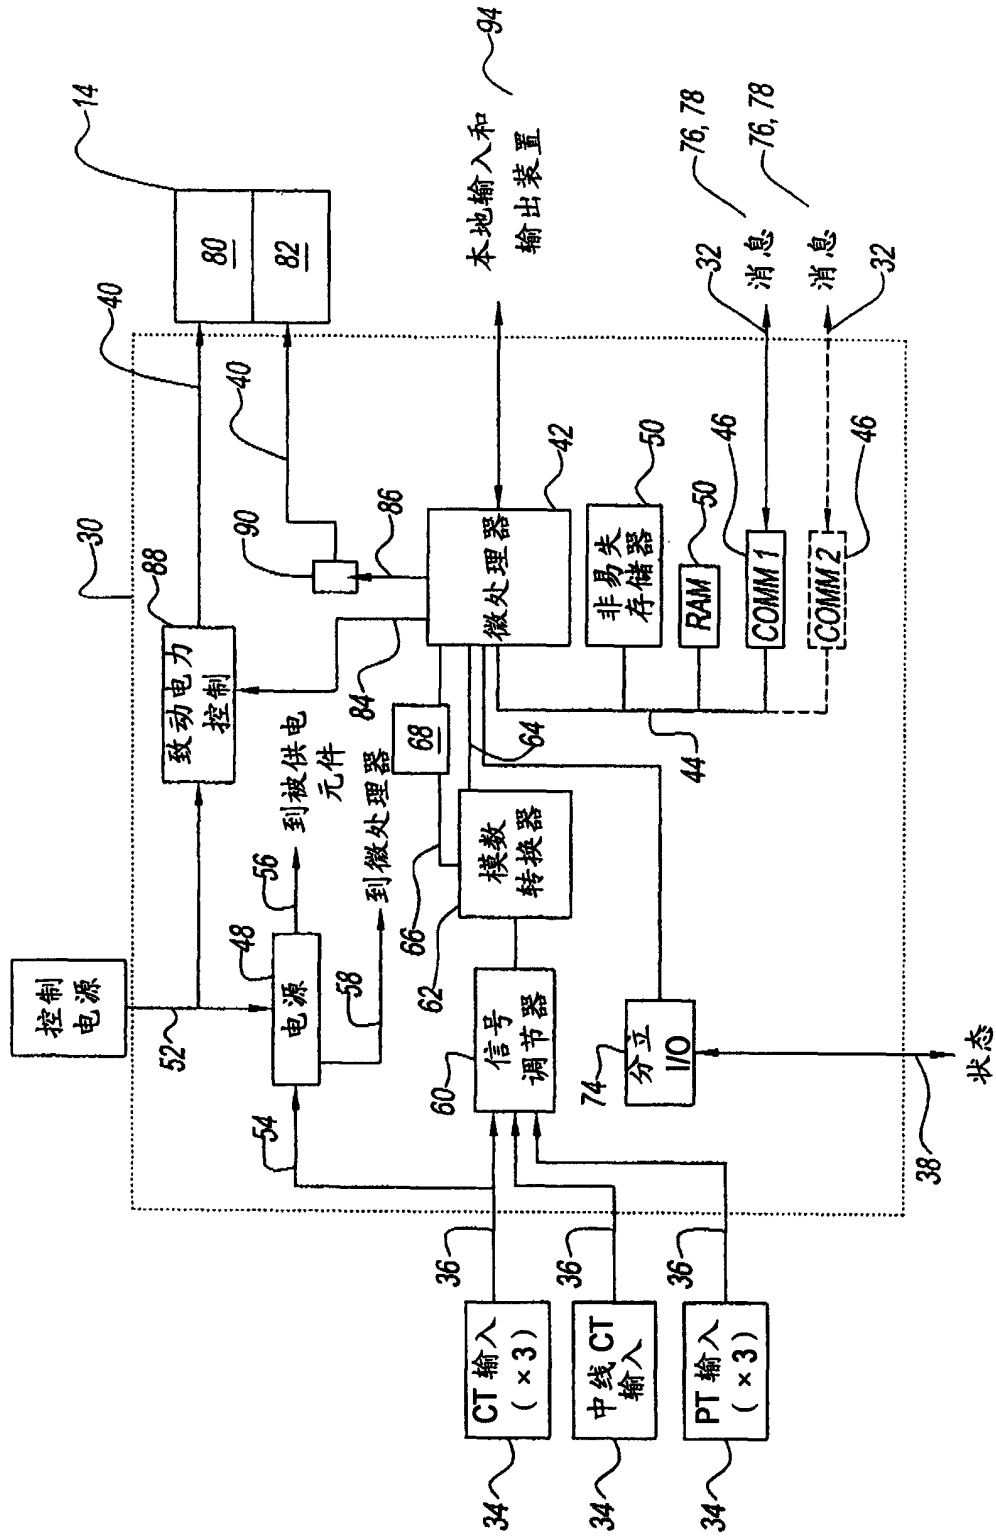 控制
电源
52
30
88
致动电力
控制
40
14
80
82
40
90
86
84
54
48
电源
56
到被供电
元件
58
到微处理器
34
CT 输入
(×3)
36
34
中线 CT
输入
36
34
PT 输入
(×3)
36
60
信号
调节器
62
66
模数
转换器
68
64
微处理器
42
本地输入和
输出装置
94
74
分立
I/O
38
状态
44
非易失
存储器
50
RAM
50
COMM 1
46
32
消息
76, 78
COMM 2
46
32
消息
76, 78